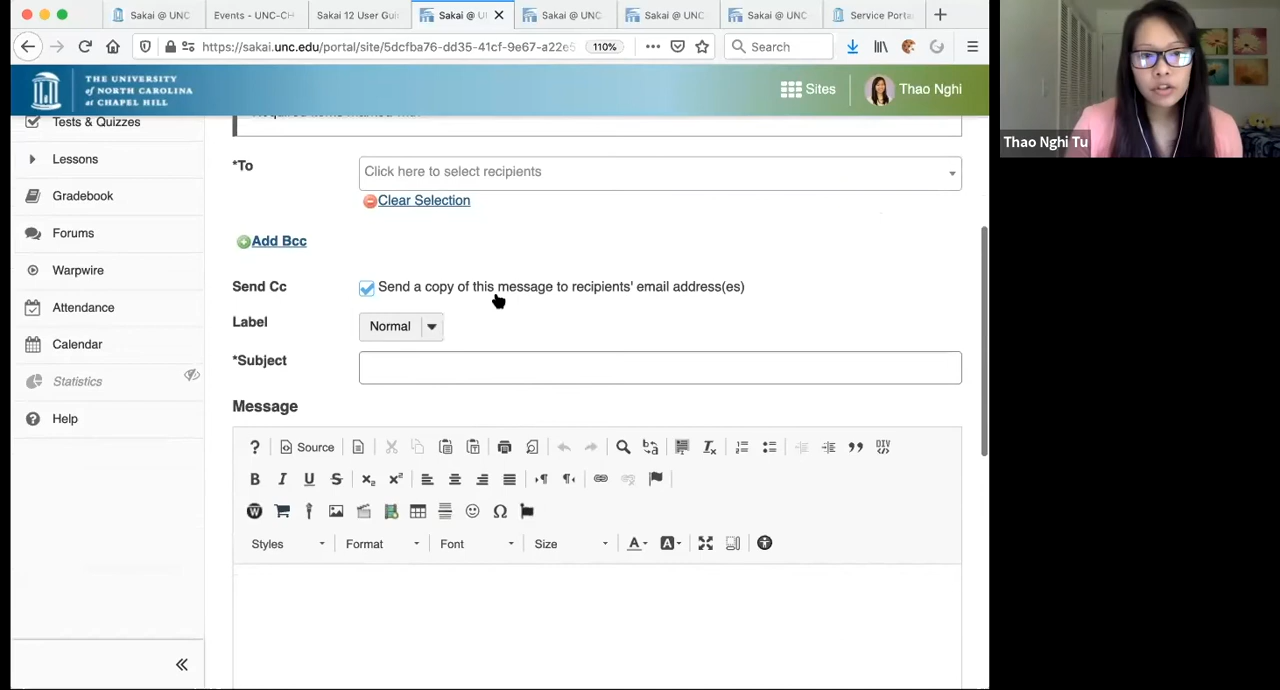 Sakai @ UNC
Events - UNC-CH
Sakai 12 User Gui
Sakai @ U
Sakai @ UNC
Sakai @ UNC
Sakai @ UNC
Service Porta
https://sakai.unc.edu/portal/site/5dcfba76-dd35-41cf-9e67-a22e5
110%
Search
THE UNIVERSITY
of NORTH CAROLINA
at CHAPEL HILL
Sites
Thao Nghi
Thao Nghi Tu
Tests & Quizzes
Lessons
Gradebook
Forums
Warpwire
Attendance
Calendar
Statistics
Help
*To
Click here to select recipients
Clear Selection
Add Bcc
Send Cc
Send a copy of this message to recipients' email address(es)
Label
Normal
*Subject
Message
? Source
B I U S x₂ x² 
Ω
Styles Format Font Size A A